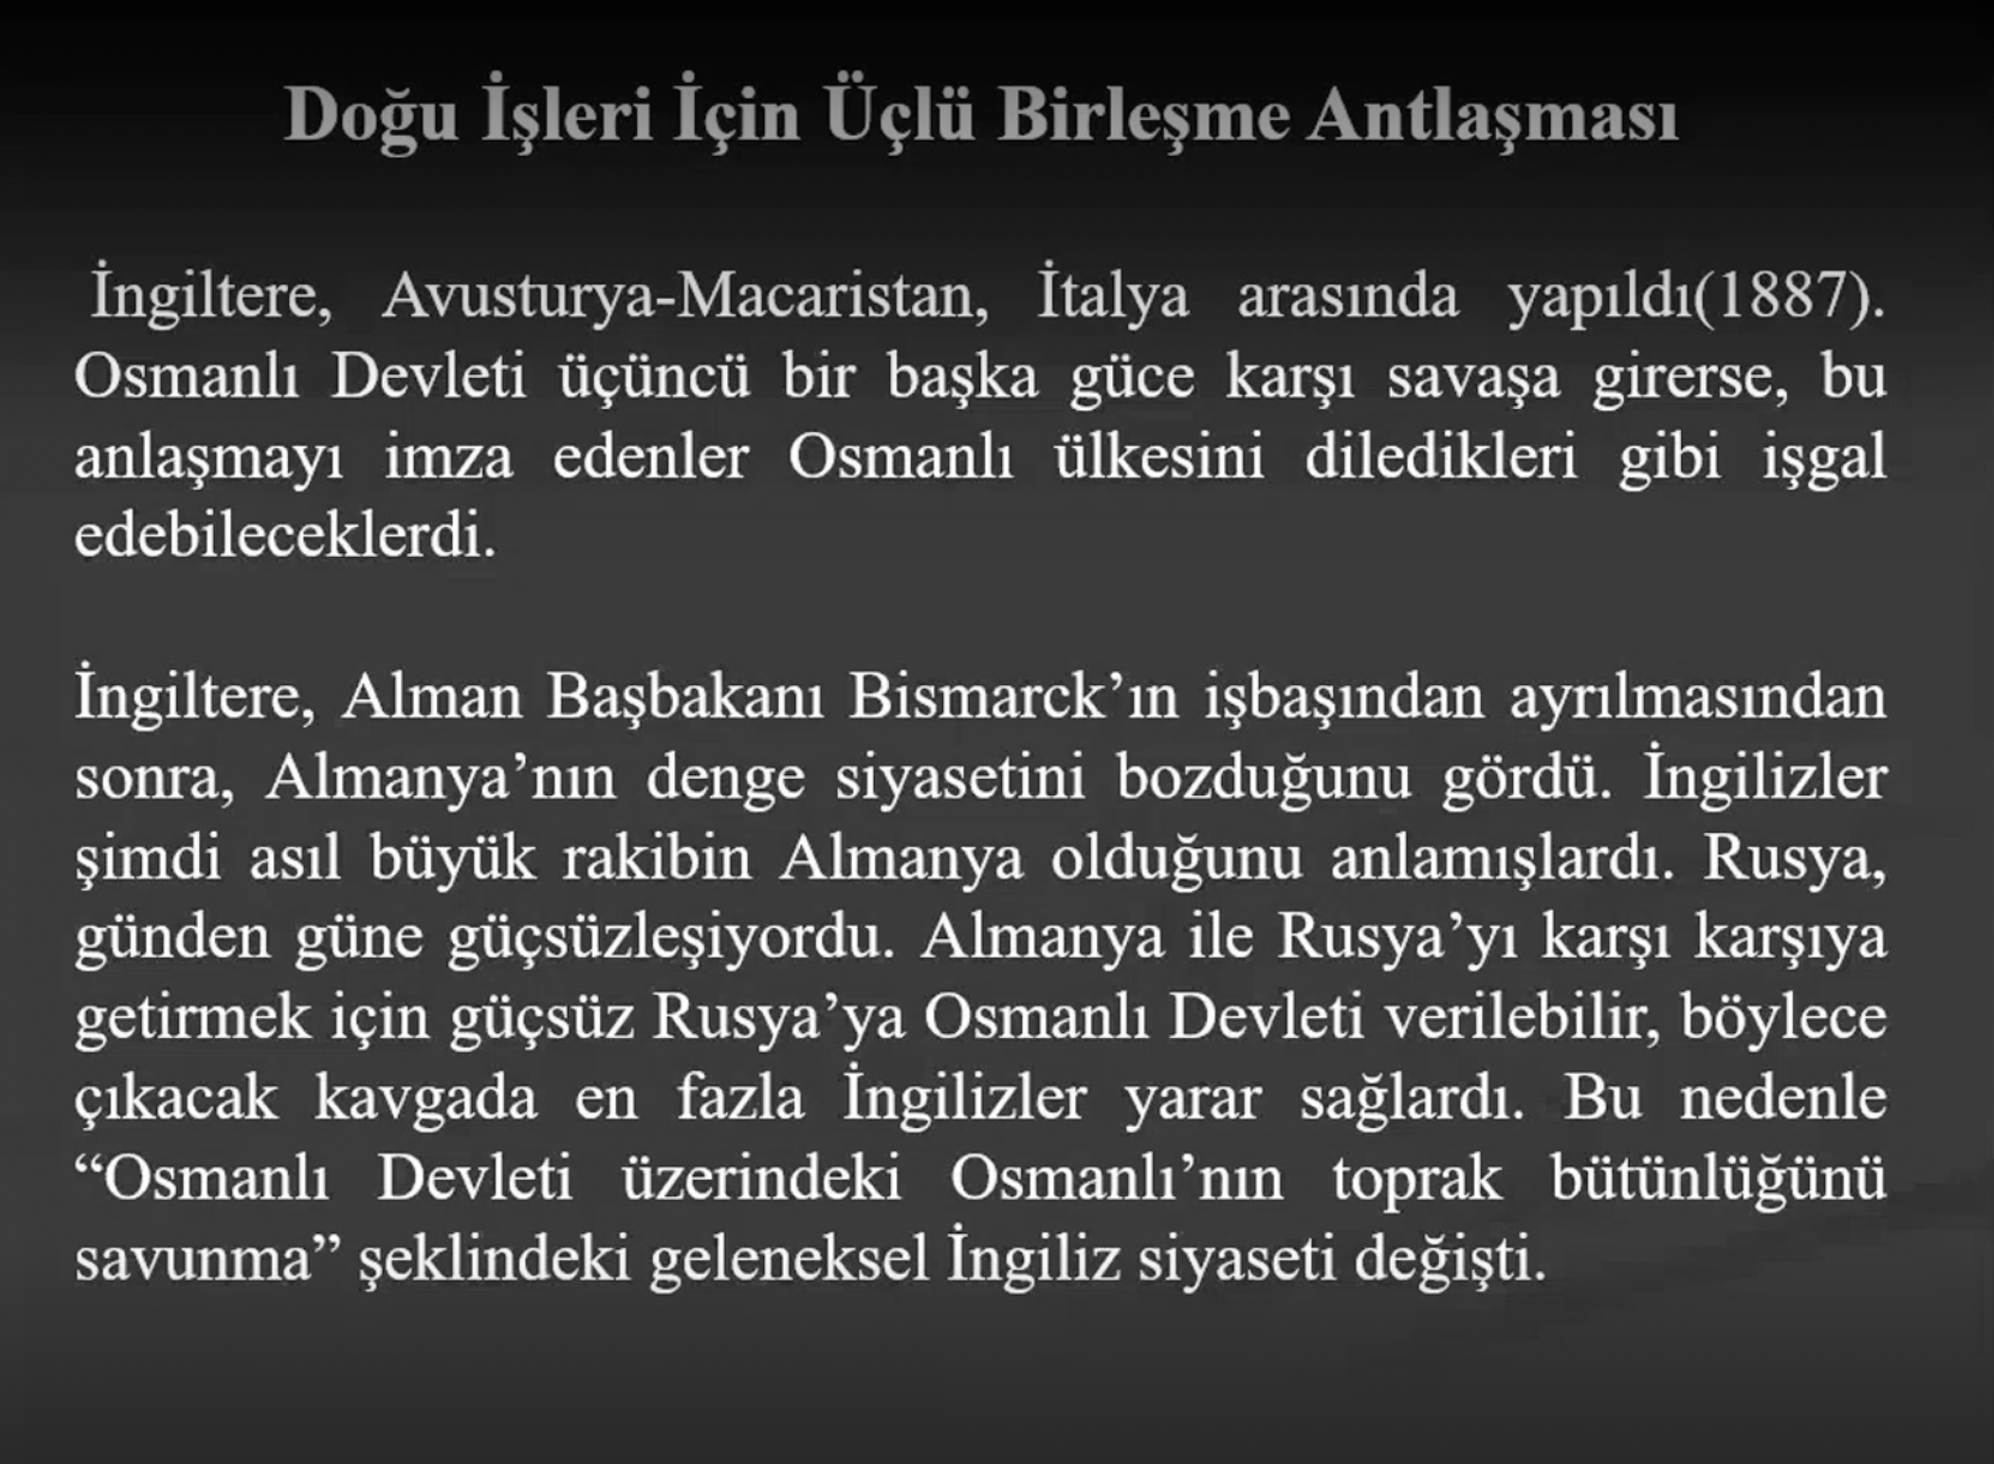 Doğu İşleri İçin Üçlü Birleşme Antlaşması
İngiltere, Avusturya-Macaristan, İtalya arasında yapıldı(1887).
Osmanlı Devleti üçüncü bir başka güce karşı savaşa girerse, bu
anlaşmayı imza edenler Osmanlı ülkesini diledikleri gibi işgal
edebileceklerdi.
İngiltere, Alman Başbakanı Bismarck’ın işbaşından ayrılmasından
sonra, Almanya’nın denge siyasetini bozduğunu gördü. İngilizler
şimdi asıl büyük rakibin Almanya olduğunu anlamışlardı. Rusya,
günden güne güçsüzleşiyordu. Almanya ile Rusya’yı karşı karşıya
getirmek için güçsüz Rusya’ya Osmanlı Devleti verilebilir, böylece
çıkacak kavgada en fazla İngilizler yarar sağlardı. Bu nedenle
“Osmanlı Devleti üzerindeki Osmanlı’nın toprak bütünlüğünü
savunma” şeklindeki geleneksel İngiliz siyaseti değişti.